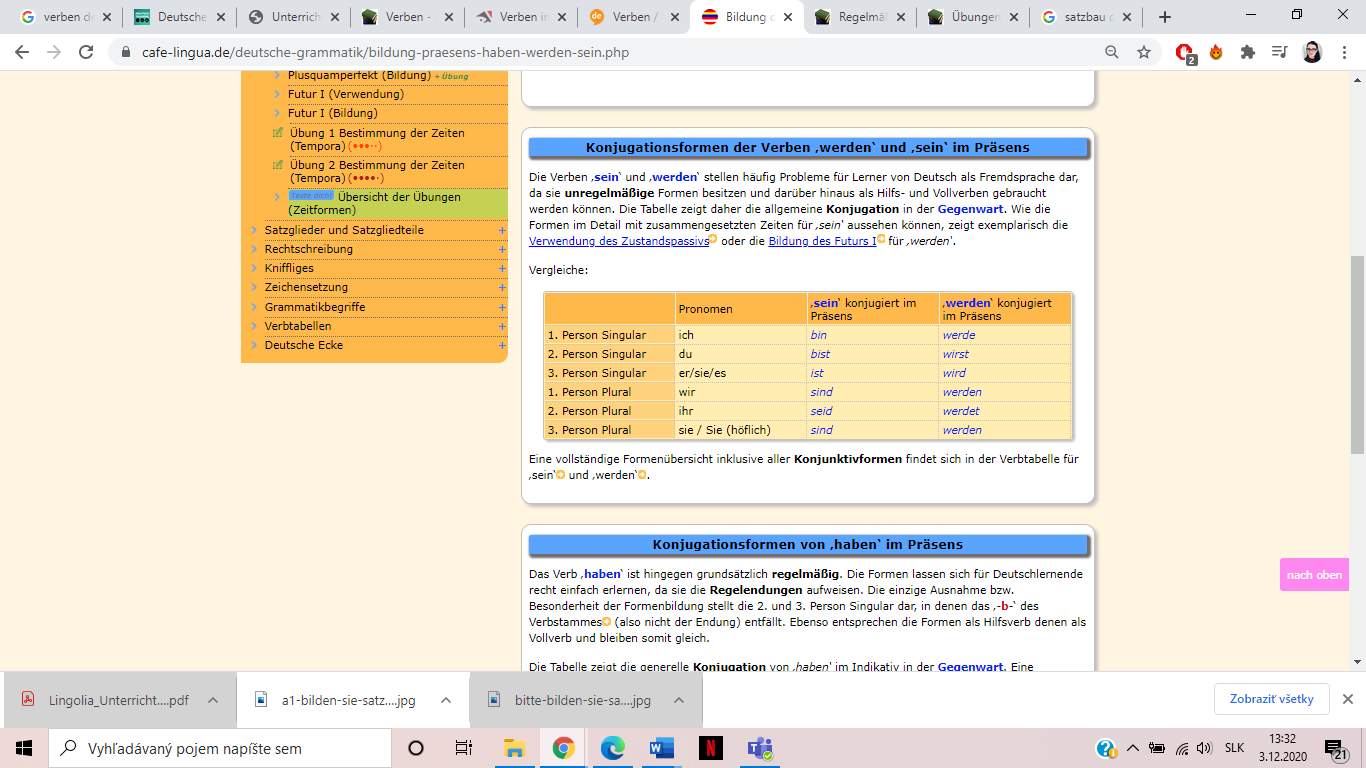 verben de
Deutsche
Unterrich
Verben -
Verben in
Verben /
Bildung d
Regelmäß
Übungen
satzbau d
cafe-lingua.de/deutsche-grammatik/bildung-praesens-haben-werden-sein.php
2
Plusquamperfekt (Bildung) + Übung
Futur I (Verwendung)
Futur I (Bildung)
Übung 1 Bestimmung der Zeiten
(Tempora) (•••··)
Übung 2 Bestimmung der Zeiten
(Tempora) (••••·)
Teste dich! Übersicht der Übungen
(Zeitformen)
Satzglieder und Satzgliedteile +
Rechtschreibung +
Kniffliges +
Zeichensetzung +
Grammatikbegriffe +
Verbtabellen +
Deutsche Ecke +
Konjugationsformen der Verben ‚werden‘ und ‚sein‘ im Präsens
Die Verben ‚sein‘ und ‚werden‘ stellen häufig Probleme für Lerner von Deutsch als Fremdsprache dar,
da sie unregelmäßige Formen besitzen und darüber hinaus als Hilfs- und Vollverben gebraucht
werden können. Die Tabelle zeigt daher die allgemeine Konjugation in der Gegenwart. Wie die
Formen im Detail mit zusammengesetzten Zeiten für ‚sein‘ aussehen können, zeigt exemplarisch die
Verwendung des Zustandspassivs oder die Bildung des Futurs I für ‚werden‘.
Vergleiche:
Pronomen ‚sein‘ konjugiert im Präsens ‚werden‘ konjugiert im Präsens
1. Person Singular ich bin werde
2. Person Singular du bist wirst
3. Person Singular er/sie/es ist wird
1. Person Plural wir sind werden
2. Person Plural ihr seid werdet
3. Person Plural sie / Sie (höflich) sind werden
Eine vollständige Formenübersicht inklusive aller Konjunktivformen findet sich in der Verbtabelle für
‚sein‘ und ‚werden‘.
Konjugationsformen von ‚haben‘ im Präsens
Das Verb ‚haben‘ ist hingegen grundsätzlich regelmäßig. Die Formen lassen sich für Deutschlernende
recht einfach erlernen, da sie die Regelendungen aufweisen. Die einzige Ausnahme bzw.
Besonderheit der Formenbildung stellt die 2. und 3. Person Singular dar, in denen das ‚-b-‘ des
Verbstammes (also nicht der Endung) entfällt. Ebenso entsprechen die Formen als Hilfsverb denen als
Vollverb und bleiben somit gleich.
Die Tabelle zeigt die generelle Konjugation von ‚haben‘ im Indikativ in der Gegenwart. Eine
nach oben
Lingolia_Unterricht....pdf
a1-bilden-sie-satz....jpg
bitte-bilden-sie-sa....jpg
Zobraziť všetky
Vyhľadávaný pojem napíšte sem
SLK
13:32
3.12.2020
21